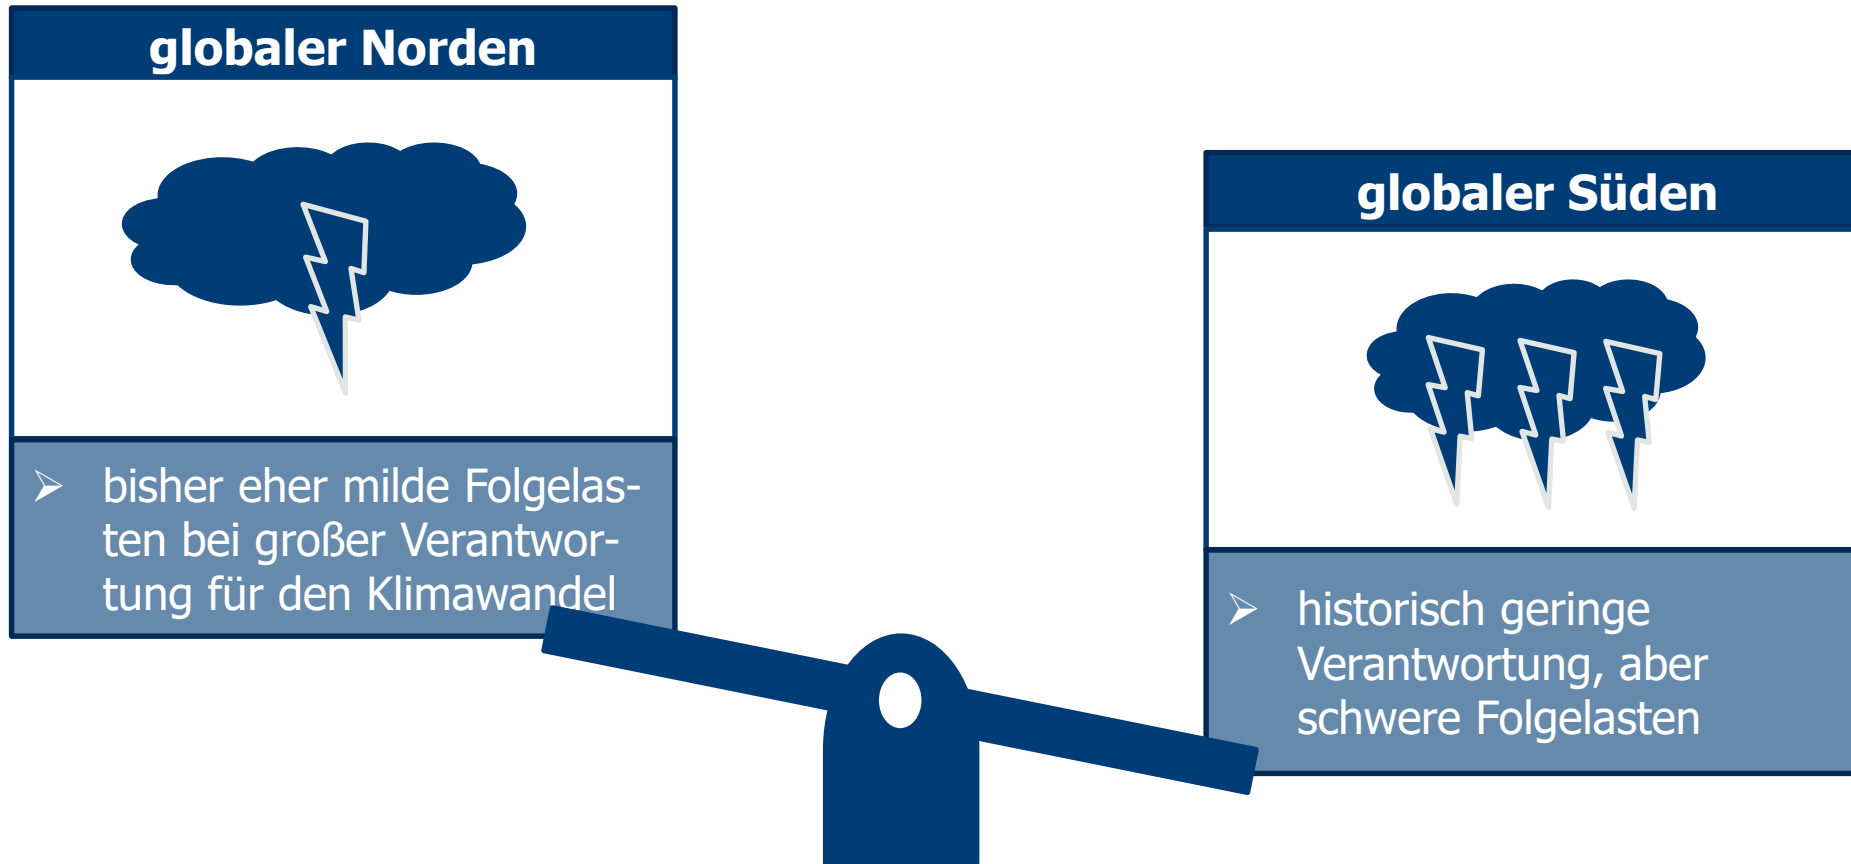 globaler Norden
bisher eher milde Folgelas-
ten bei großer Verantwor-
tung für den Klimawandel
globaler Süden
historisch geringe
Verantwortung, aber
schwere Folgelasten